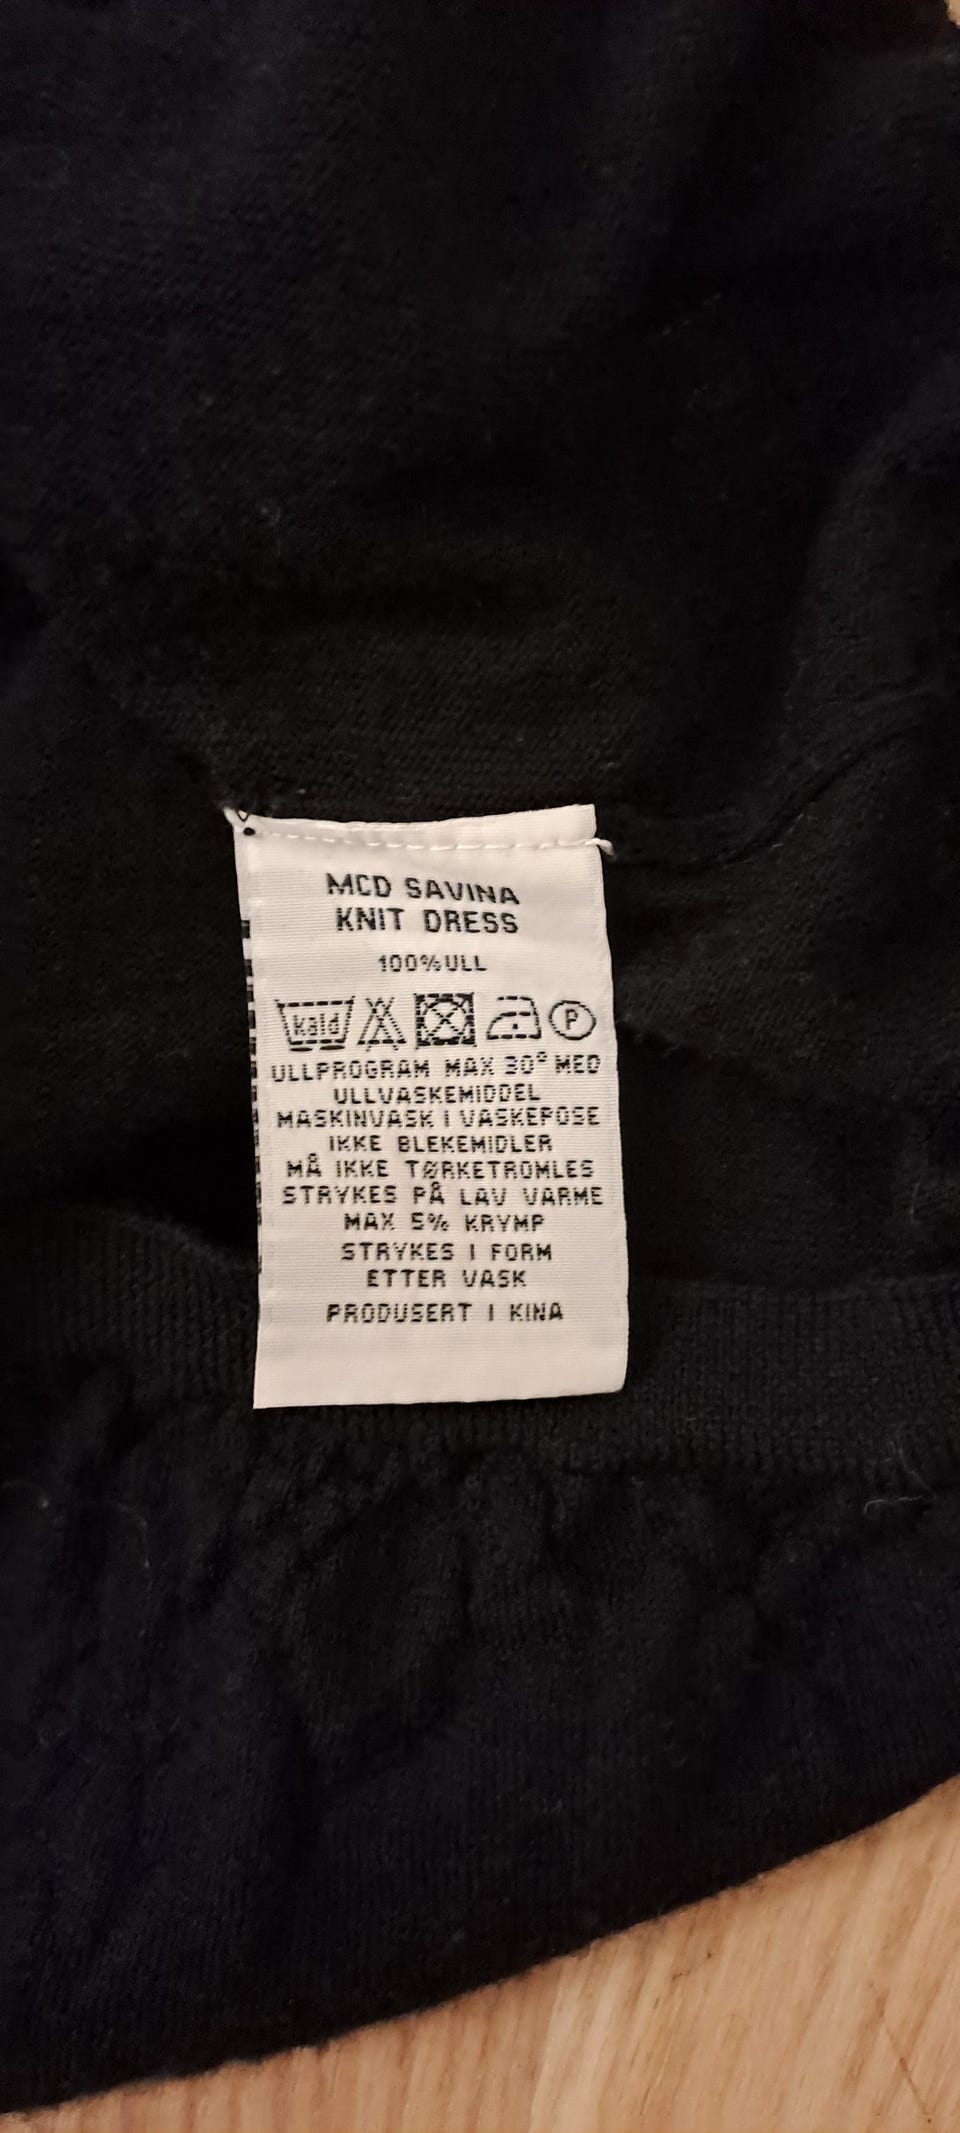 MCD SAVINA
KNIT DRESS
100% ULL
kald P
ULLPROGRAM MAX 30° MED
ULLVASKEMIDDEL
MASKINVASK I VASKEPOSE
IKKE BLEKEMIDLER
MÅ IKKE TØRKETROMLES
STRYKES PÅ LAV VARME
MAX 5% KRYMP
STRYKES I FORM
ETTER VASK
PRODUSERT I KINA